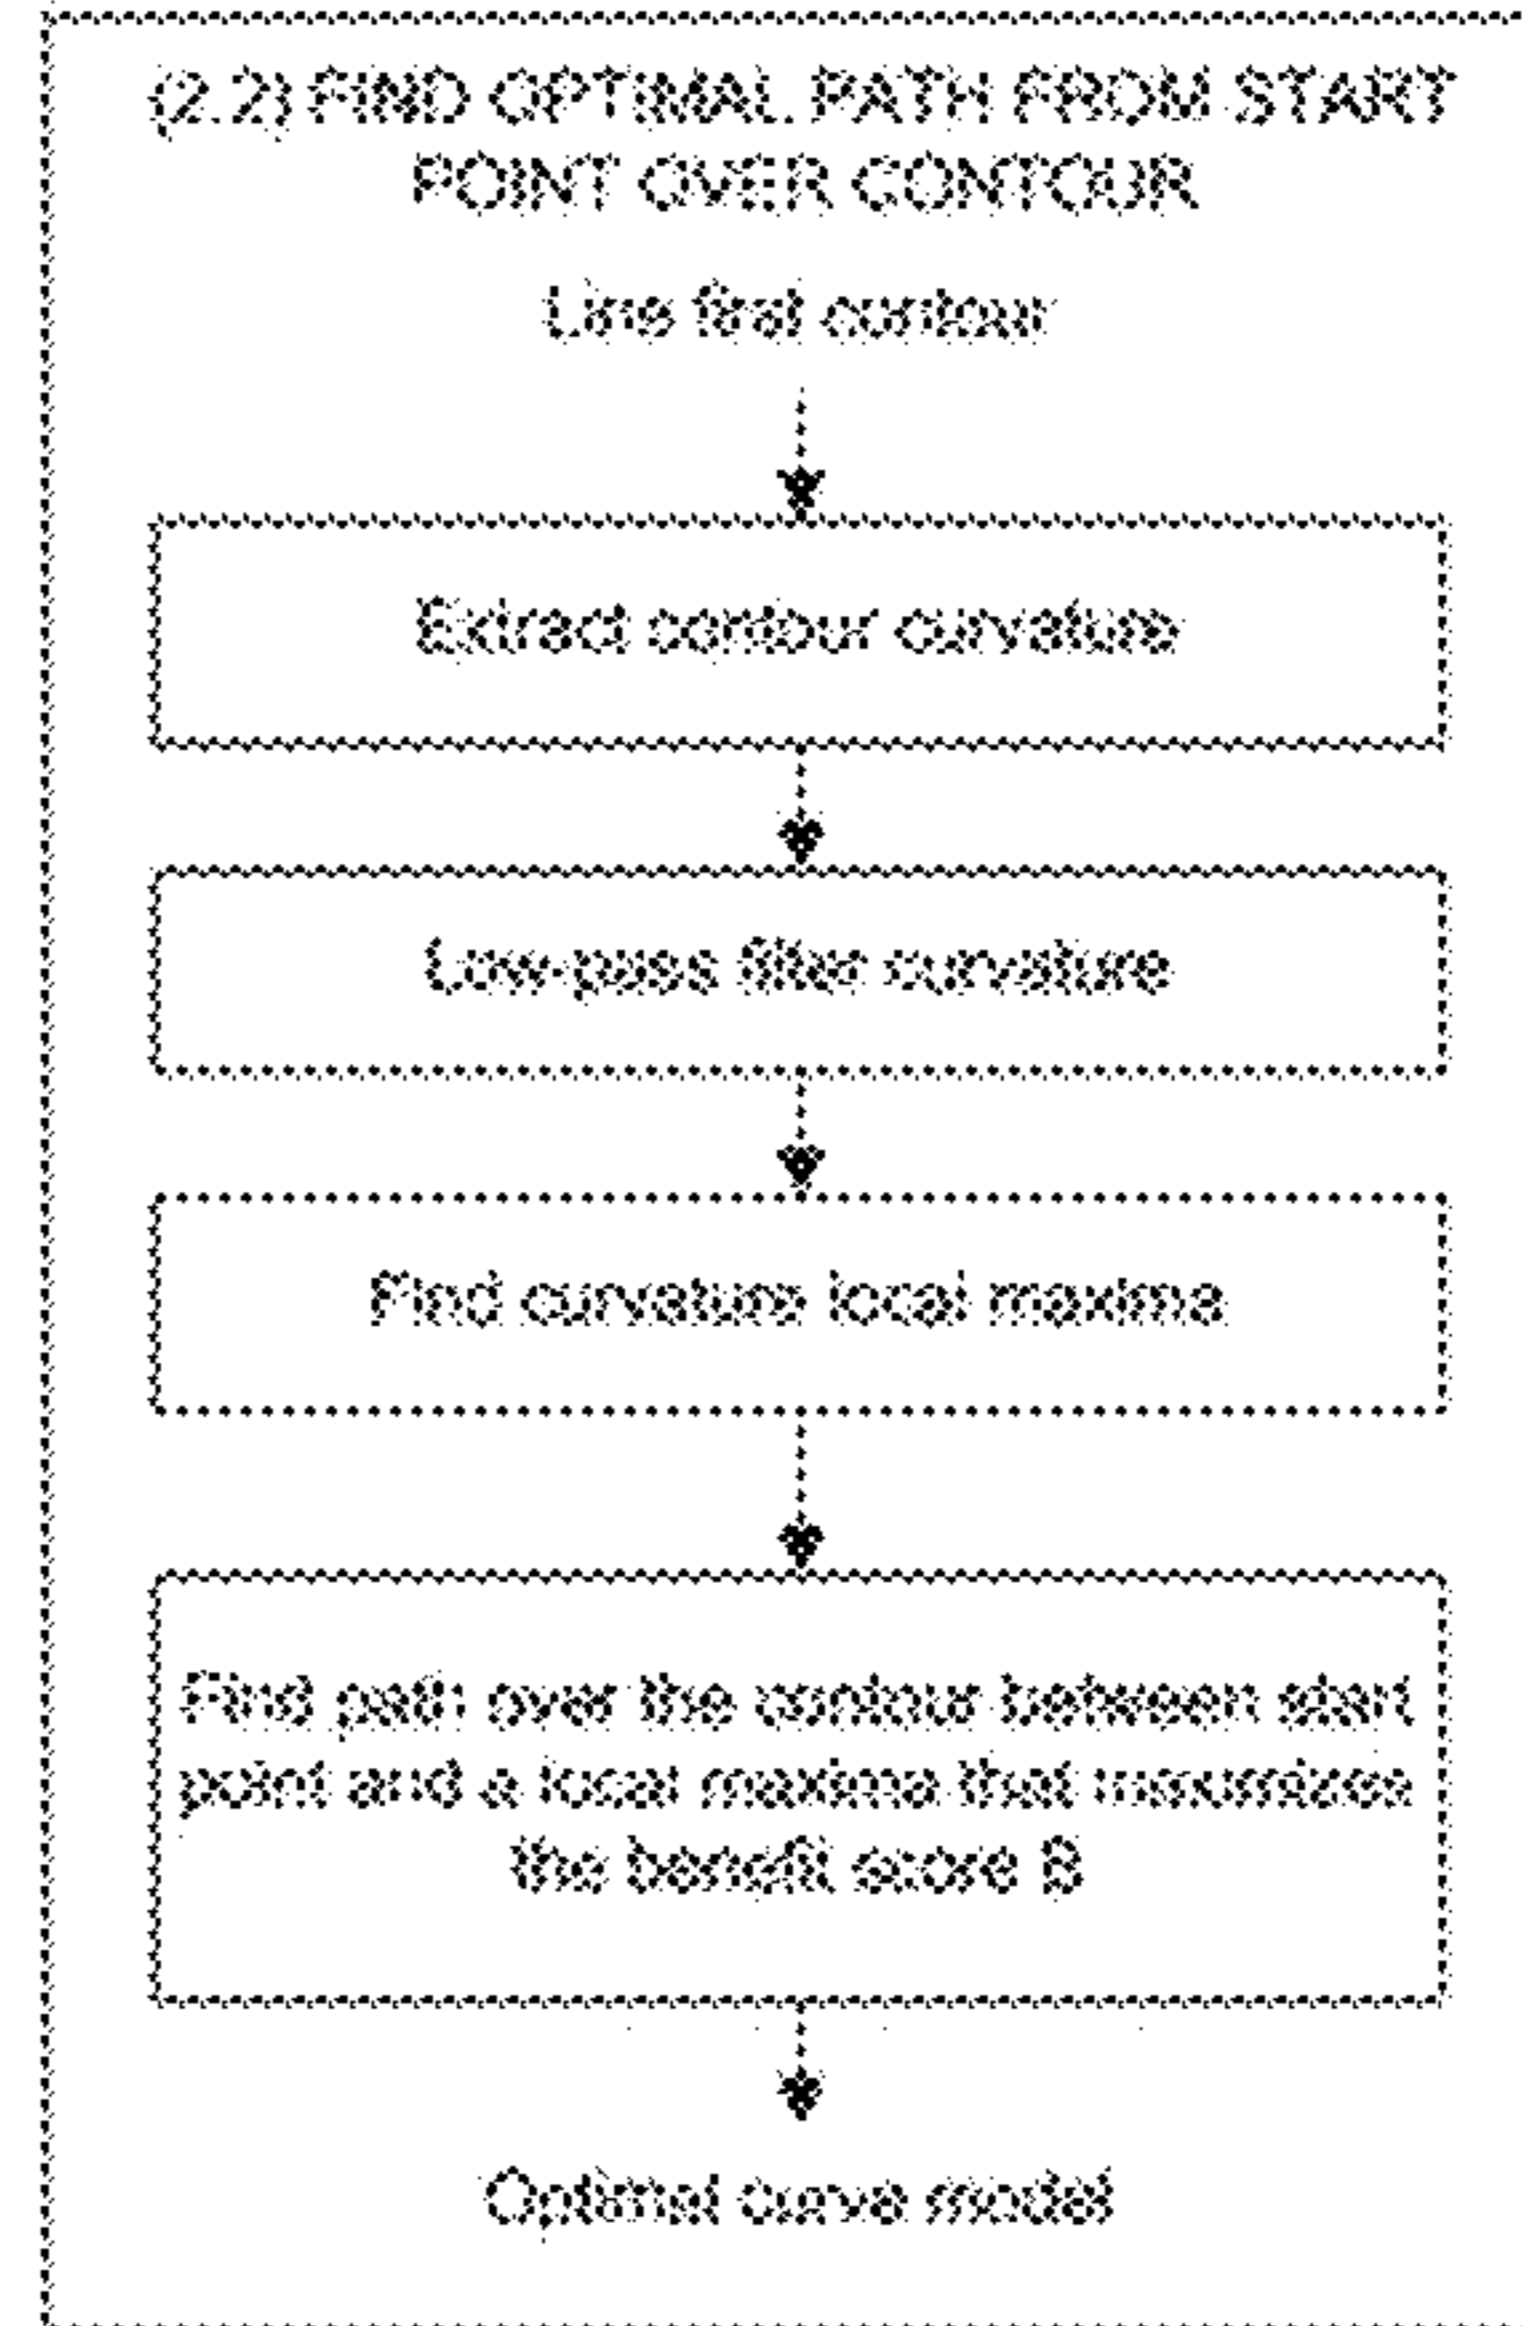 (2.2) FIND OPTIMAL PATH FROM START
POINT OVER CONTOUR
Line first contour
Extract contour curvature
Low-pass filter curvature
Find curvature local maxima
Find path over the contour between start
point and a local maxima that maximizes
the benefit score B
Optimal curve model